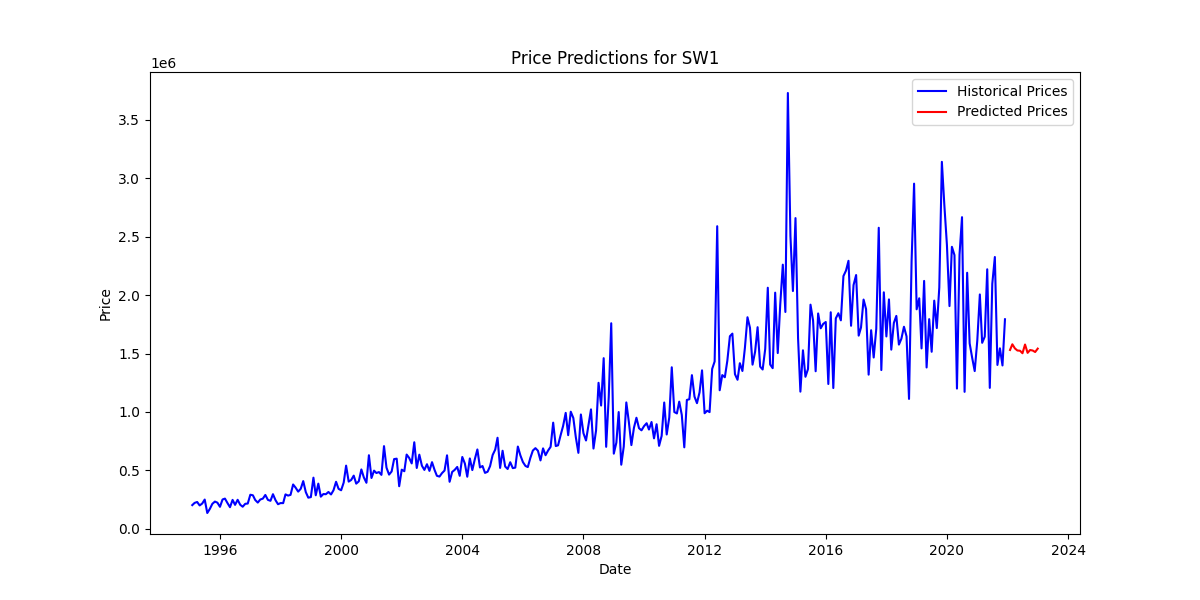 Price Predictions for SW1
1e6
Historical Prices
Predicted Prices
3.5
3.0
2.5
2.0
1.5
1.0
0.5
0.0
Price
1996 2000 2004 2008 2012 2016 2020 2024
Date